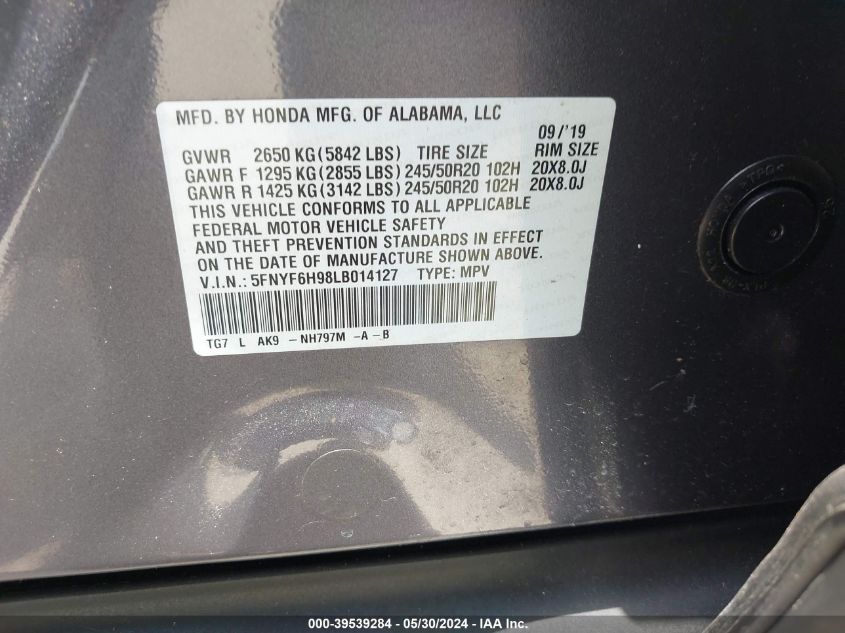 MFD. BY HONDA MFG. OF ALABAMA, LLC
09/'19
GVWR 2650 KG(5842 LBS) TIRE SIZE RIM SIZE
GAWR F 1295 KG(2855 LBS)245/50R20 102H 20X8.0J
GAWR R 1425 KG(3142 LBS)245/50R20 102H 20X8.0J
THIS VEHICLE CONFORMS TO ALL APPLICABLE
FEDERAL MOTOR VEHICLE SAFETY
AND THEFT PREVENTION STANDARDS IN EFFECT
ON THE DATE OF MANUFACTURE SHOWN ABOVE.
V.I.N.: 5FNYF6H98LB014127 TYPE: MPV
TG7 L AK9 -NH797M -A-B
000-39539284 - 05/30/2024 - IAAI.COM